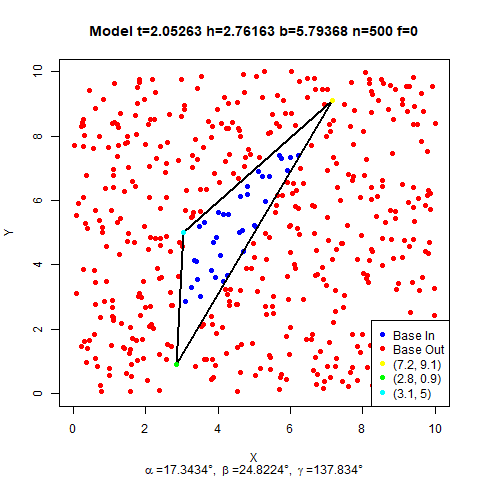 Model t=2.05263 h=2.76163 b=5.79368 n=500 f=0
10
8
6
4
2
0
Y
Base In
Base Out
(7.2, 9.1)
(2.8, 0.9)
(3.1, 5)
0 2 4 6 8 10
X
α=17.3434°, β=24.8224°, γ=137.834°